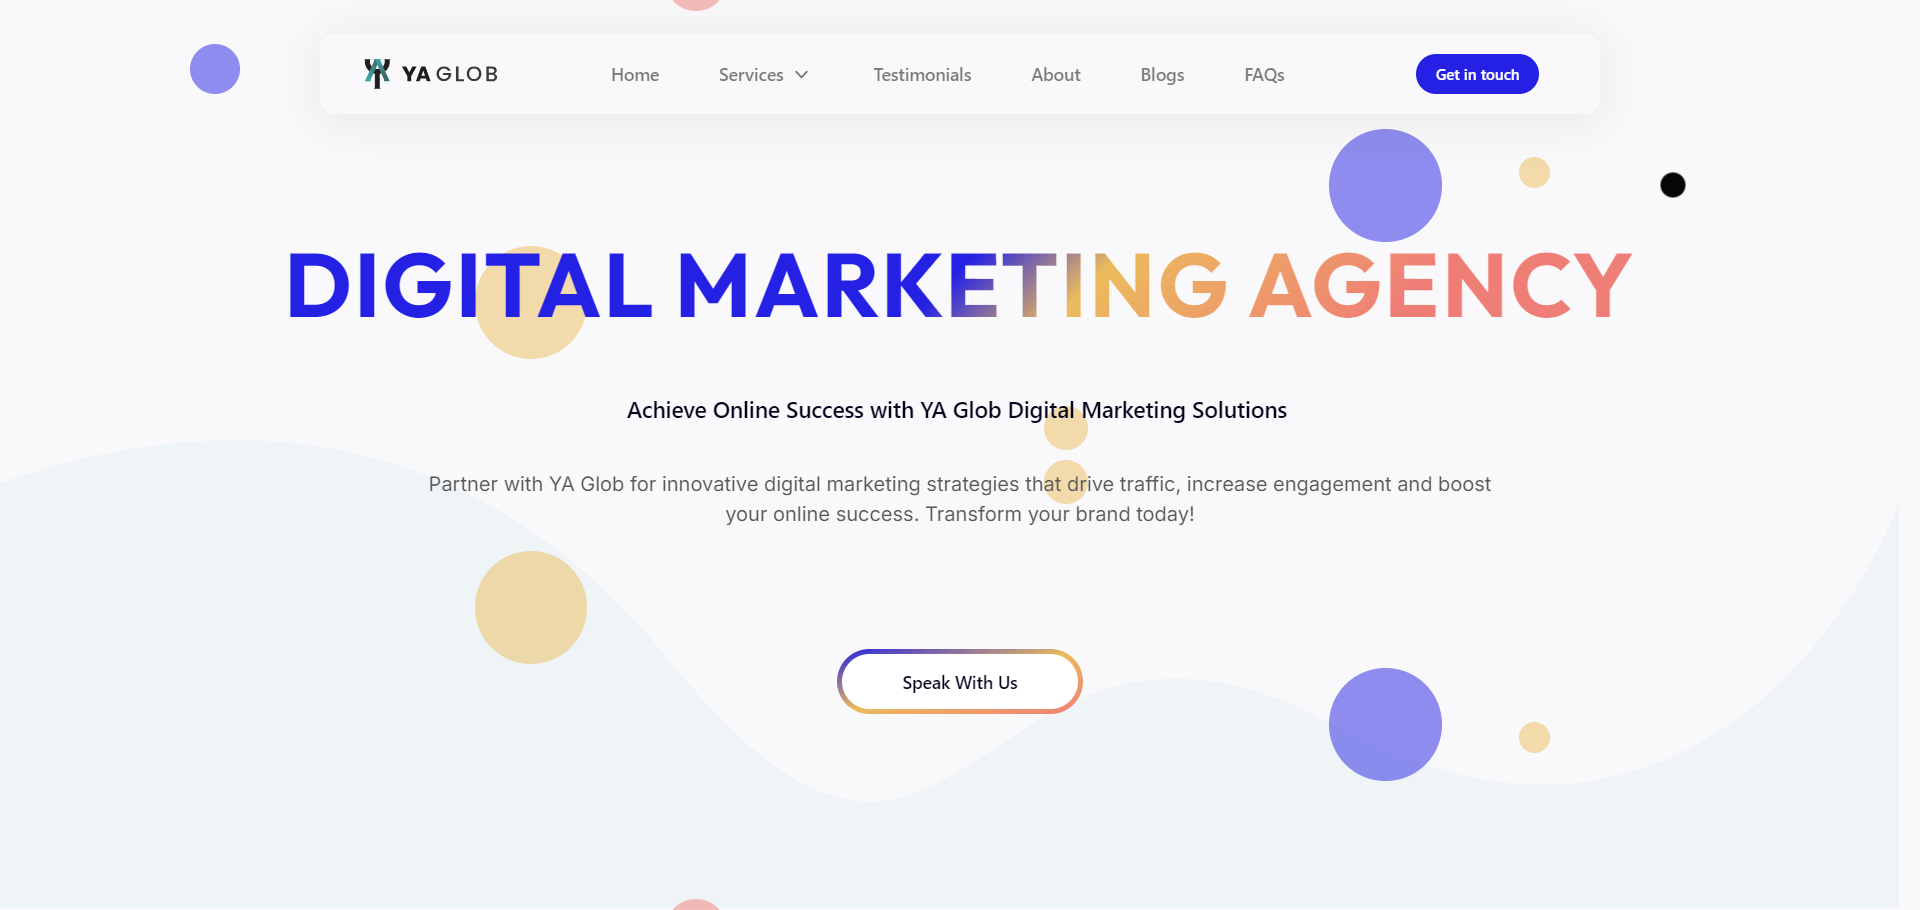 YA GLOB
Home Services Testimonials About Blogs FAQs
Get in touch
DIGITAL MARKETING AGENCY
Achieve Online Success with YA Glob Digital Marketing Solutions
Partner with YA Glob for innovative digital marketing strategies that drive traffic, increase engagement and boost
your online success. Transform your brand today!
Speak With Us